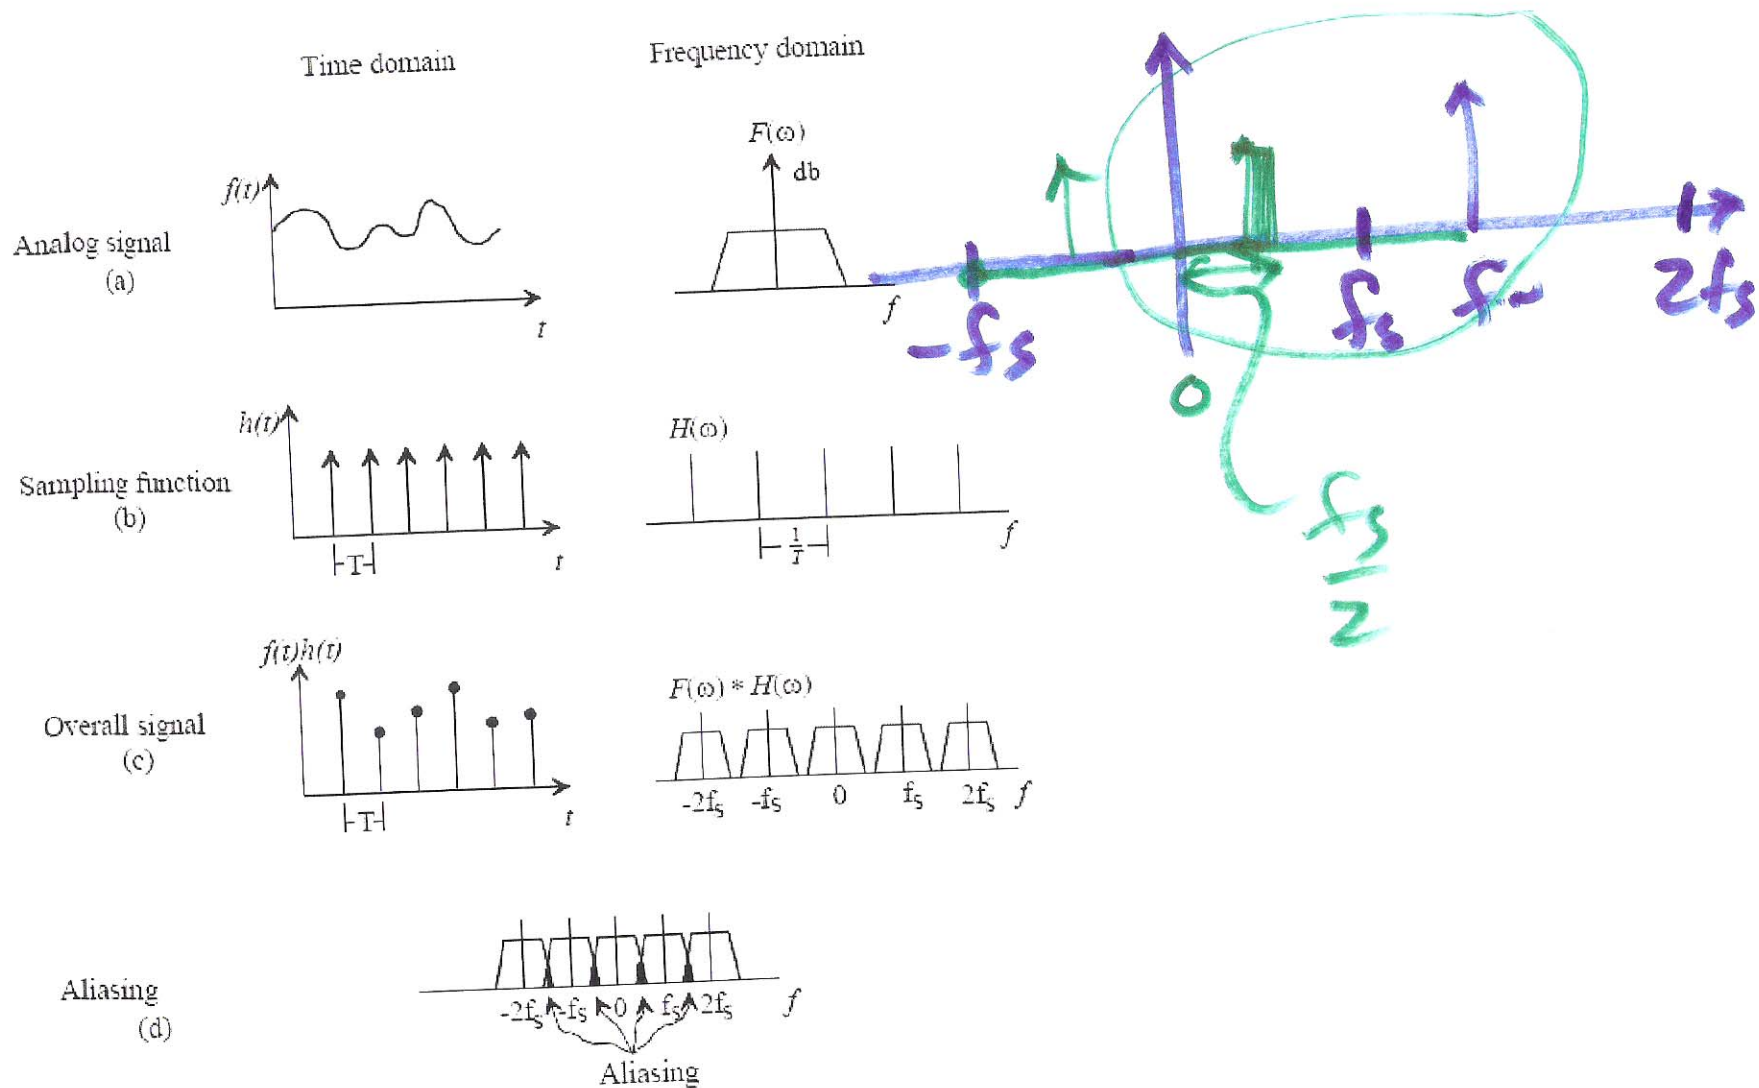 Time domain
Frequency domain
F(ω)
db
f(t)
Analog signal
(a)
t
f
-fs
0
fs
f-
2fs
h(t)
H(ω)
Sampling function
(b)
T
t
1/T
f
fs/2
f(t)h(t)
F(ω) * H(ω)
Overall signal
(c)
T
t
-2fs -fs 0 fs 2fs f
Aliasing
(d)
-2fs -fs 0 fs 2fs f
Aliasing